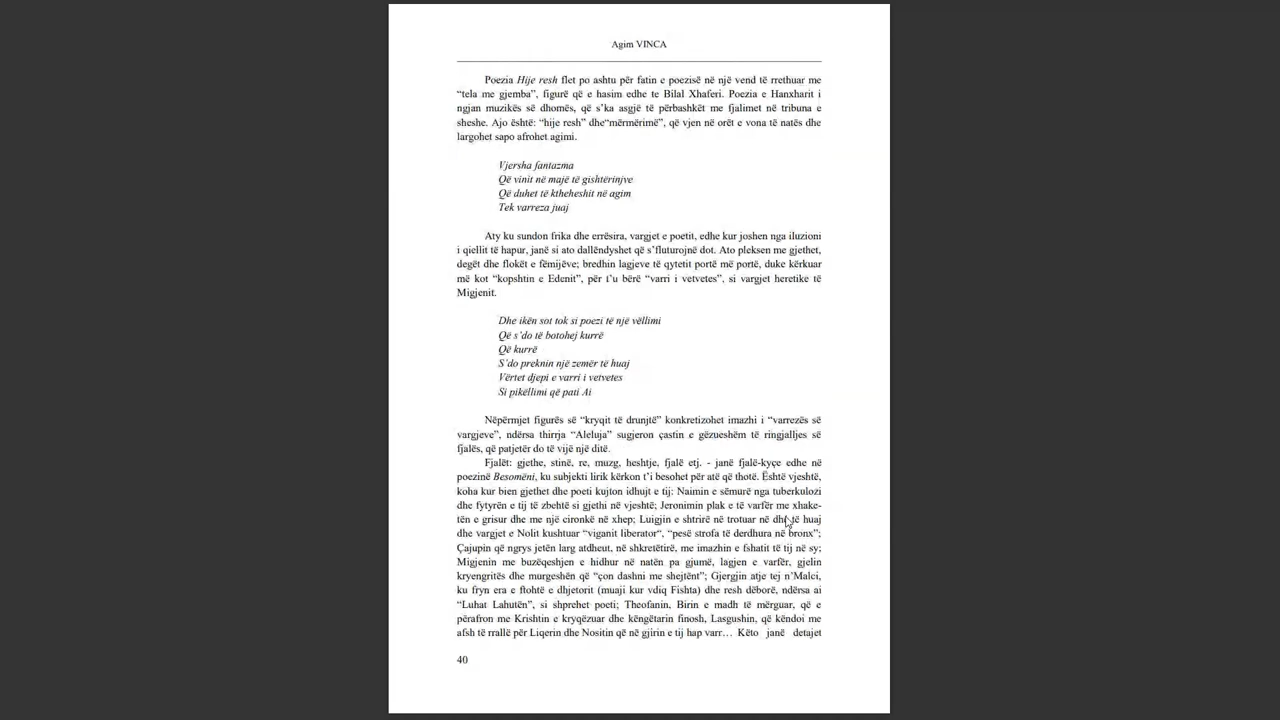 Agim VINCA
Poezia Hije resh flet po ashtu për fatin e poezisë në një vend të rrethuar me
“tela me gjemba”, figurë që e hasim edhe te Bilal Xhaferi. Poezia e Hanxharit i
ngjan muzikës së dhomës, që s’ka asgjë të përbashkët me fjalimet në tribuna e
sheshe. Ajo është: “hije resh” dhe“mërmërimë”, që vjen në orët e vona të natës dhe
largohet sapo afrohet agimi.
Vjersha fantazma
Që vinit në majë të gishtërinjve
Që duhet të ktheheshit në agim
Tek varreza juaj
Aty ku sundon frika dhe errësira, vargjet e poetit, edhe kur joshen nga iluzioni
i qiellit të hapur, janë si ato dallëndyshet që s’fluturojnë dot. Ato pleksen me gjethet,
degët dhe flokët e fëmijëve; bredhin lagjeve të qytetit portë më portë, duke kërkuar
më kot “kopshtin e Edenit”, për t’u bërë “varri i vetvetes”, si vargjet heretike të
Migjenit.
Dhe ikën sot tok si poezi të një vëllimi
Që s’do të botohej kurrë
Që kurrë
S’do preknin një zemër të huaj
Vërtet djepi e varri i vetvetes
Si pikëllimi që pati Ai
Nëpërmjet figurës së “kryqit të drunjtë” konkretizohet imazhi i “varrezës së
vargjeve”, ndërsa thirrja “Aleluja” sugjeron çastin e gëzueshëm të ringjalljes së
fjalës, që patjetër do të vijë një ditë.
Fjalët: gjethe, stinë, re, muzg, heshtje, fjalë etj. - janë fjalë-kyçe edhe në
poezinë Besomëni, ku subjekti lirik kërkon t’i besohet për atë që thotë. Është vjeshtë,
koha kur bien gjethet dhe poeti kujton idhujt e tij: Naimin e sëmurë nga tuberkulozi
dhe fytyrën e tij të zbehtë si gjethi në vjeshtë; Jeronimin plak e të varfër me xhake-
tën e grisur dhe me një cironkë në xhep; Luigjin e shtrirë në trotuar në dhe të huaj
dhe vargjet e Nolit kushtuar “viganit liberator“, “pesë strofa të derdhura në bronx”;
Çajupin që ngrys jetën larg atdheut, në shkretëtirë, me imazhin e fshatit të tij në sy;
Migjenin me buzëqeshjen e hidhur në natën pa gjumë, lagjen e varfër, gjelin
kryengritës dhe murgeshën që “çon dashni me shejtënt”; Gjergjin atje tej n’Malci,
ku fryn era e ftohtë e dhjetorit (muaji kur vdiq Fishta) dhe resh dëborë, ndërsa ai
“Luhat Lahutën”, si shprehet poeti; Theofanin, Birin e madh të mërguar, që e
përafron me Krishtin e kryqëzuar dhe këngëtarin finosh, Lasgushin, që këndoi me
afsh të rrallë për Liqerin dhe Nositin që në gjirin e tij hap varr… Këto janë detajet
40